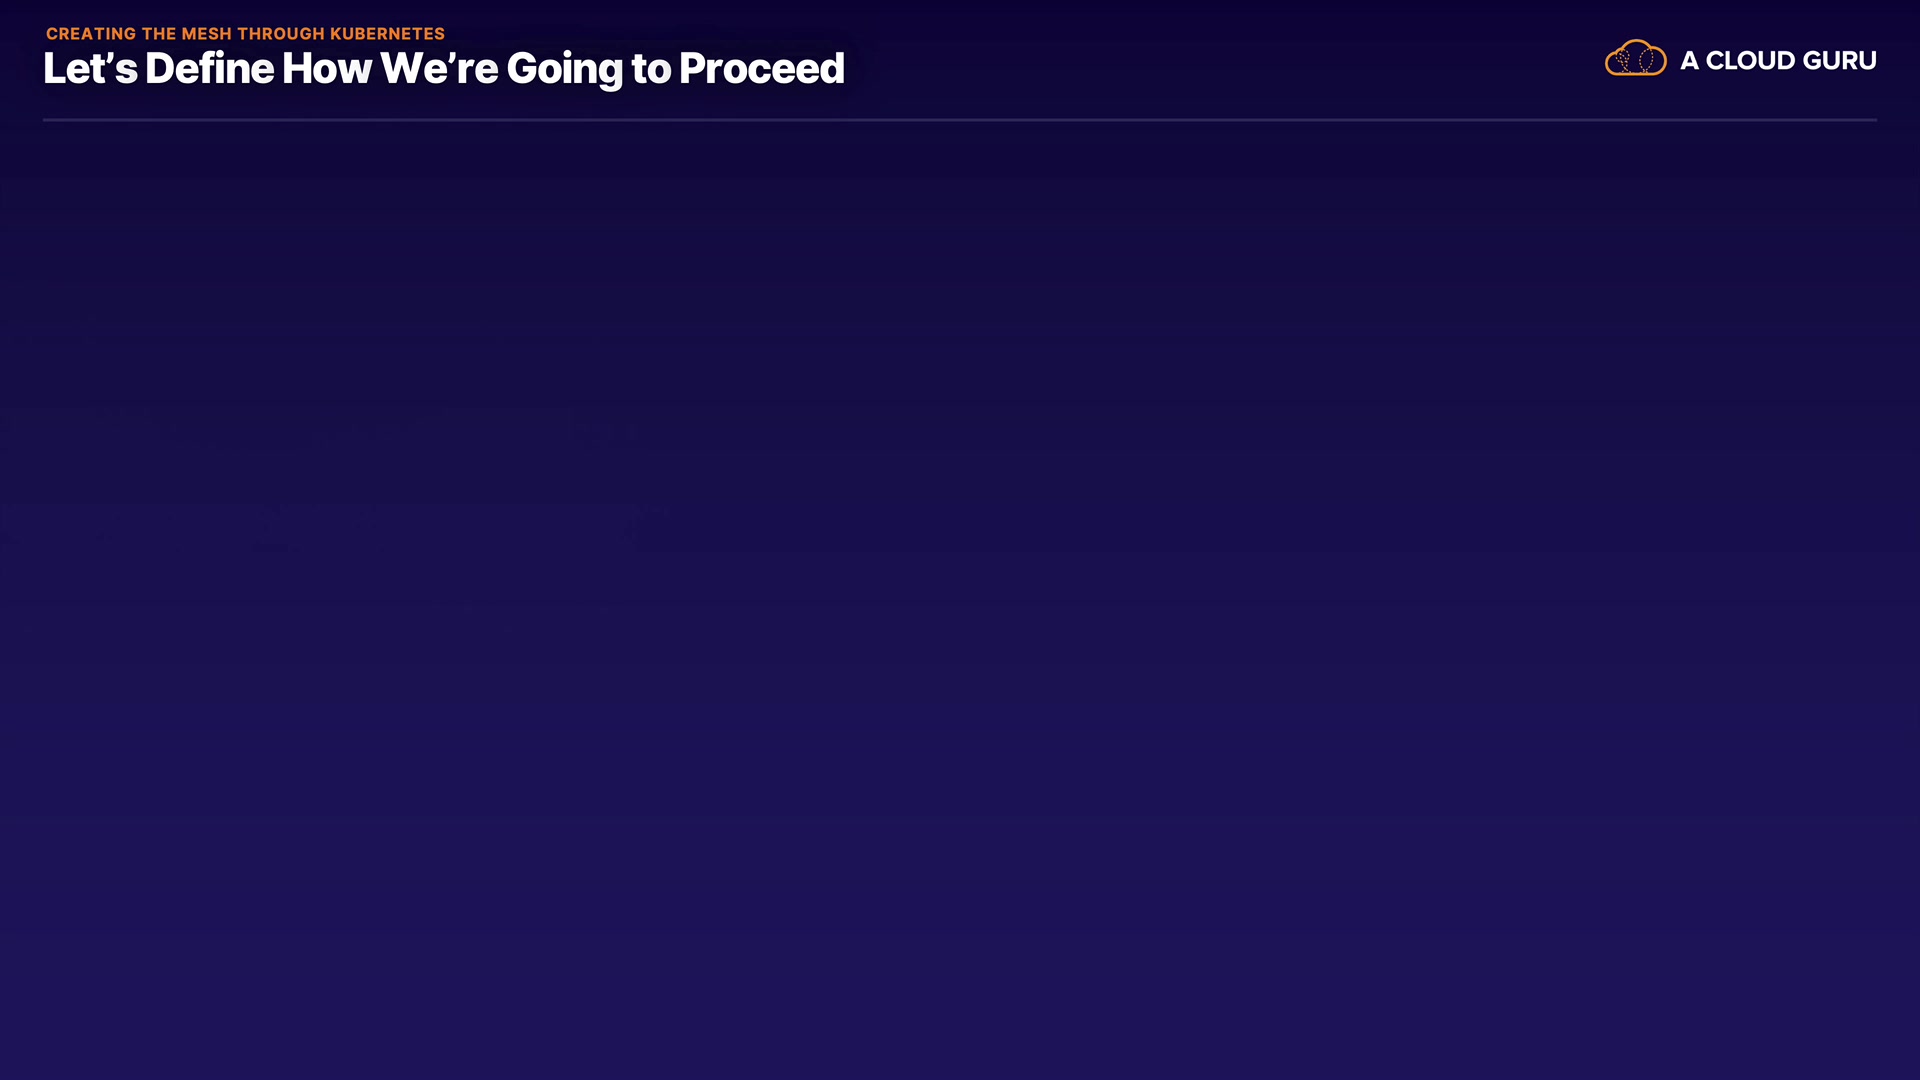 CREATING THE MESH THROUGH KUBERNETES
Let’s Define How We’re Going to Proceed
A CLOUD GURU